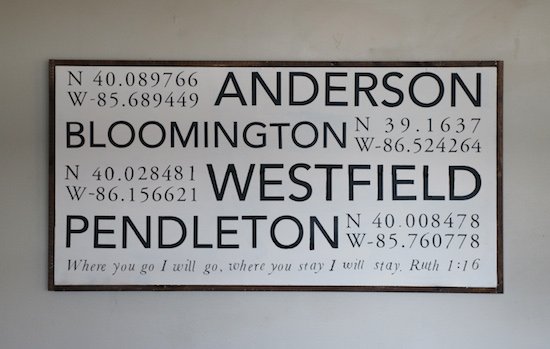 N 40.089766 ANDERSON
W-85.689449
BLOOMINGTON N 39.1637
W-86.524264
N 40.028481 WESTFIELD
W-86.156621
PENDLETON N 40.008478
W-85.760778
Where you go I will go, where you stay I will stay. Ruth 1:16